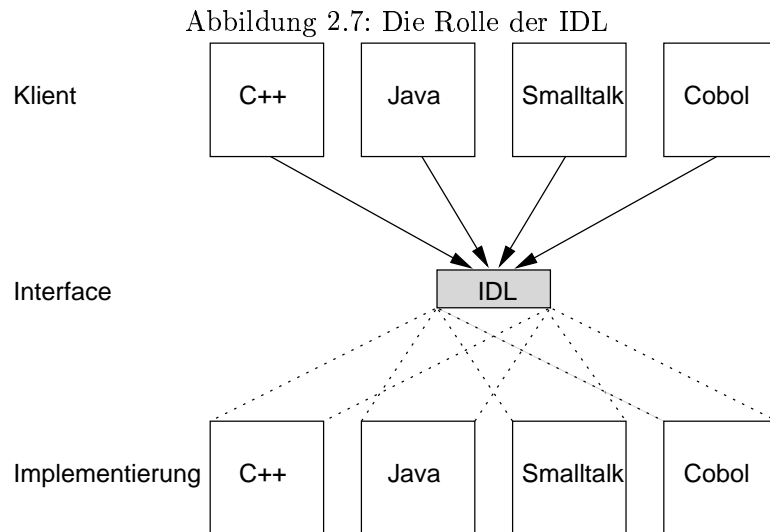 Abbildung 2.7: Die Rolle der IDL
Klient C++ Java Smalltalk Cobol
Interface IDL
Implementierung C++ Java Smalltalk Cobol